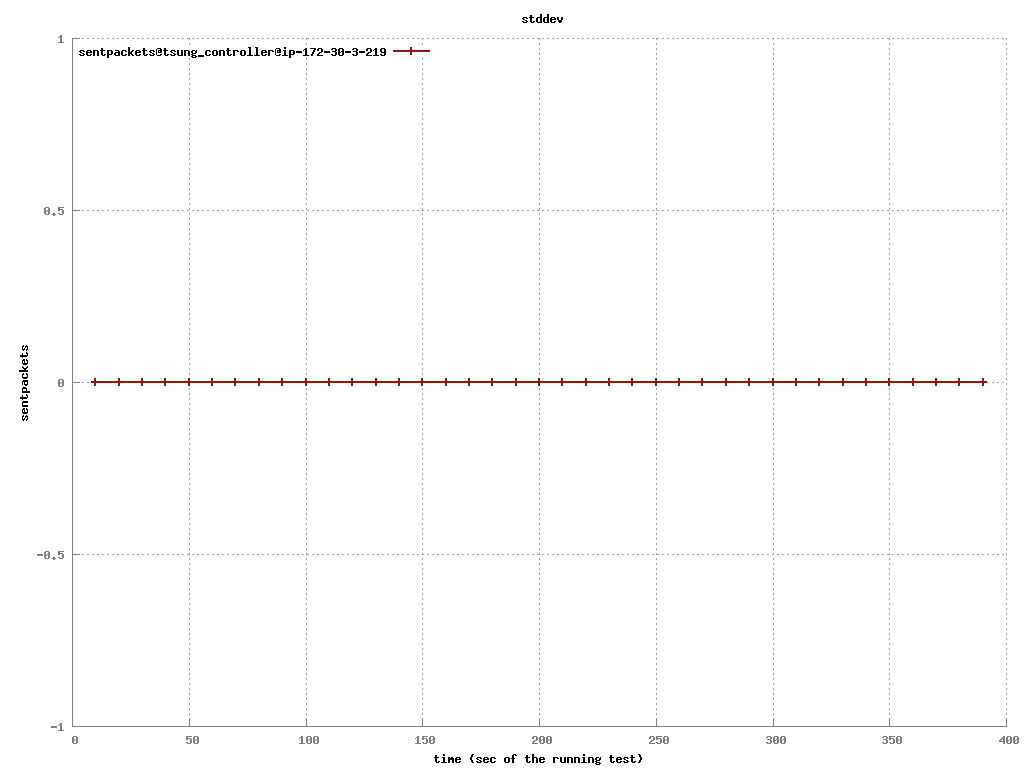 stddev
sentpackets@tsung_controller@ip-172-30-3-219
1
0.5
0
-0.5
-1
sentpackets
0 50 100 150 200 250 300 350 400
time (sec of the running test)